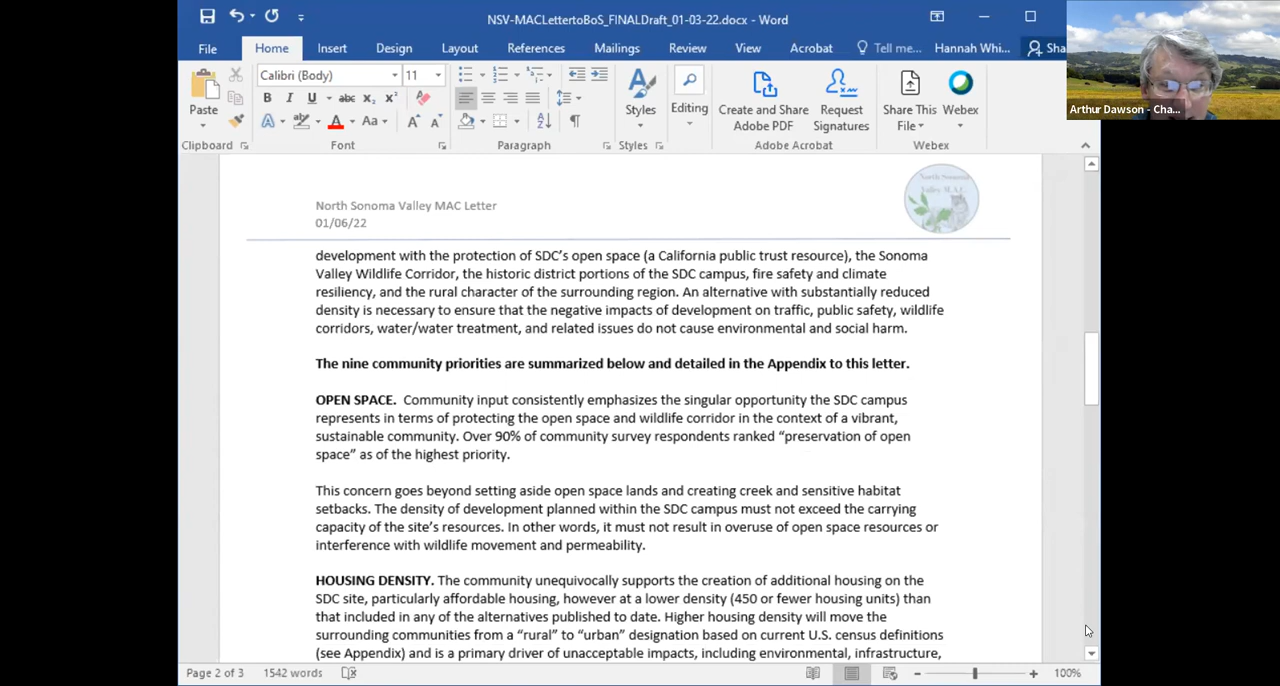 NSV-MACLettertoBoS_FINALDraft_01-03-22.docx - Word
File Home Insert Design Layout References Mailings Review View Acrobat Tell me... Hannah Whi... Sha
Arthur Dawson - Cha...
Calibri (Body) 11
Paste
Styles
Editing
Create and Share Adobe PDF
Request Signatures
Share This File
Webex
Clipboard Font Paragraph Styles Adobe Acrobat Webex
North Sonoma
Valley M.A.C.
North Sonoma Valley MAC Letter
01/06/22
development with the protection of SDC’s open space (a California public trust resource), the Sonoma
Valley Wildlife Corridor, the historic district portions of the SDC campus, fire safety and climate
resiliency, and the rural character of the surrounding region. An alternative with substantially reduced
density is necessary to ensure that the negative impacts of development on traffic, public safety, wildlife
corridors, water/water treatment, and related issues do not cause environmental and social harm.
The nine community priorities are summarized below and detailed in the Appendix to this letter.
OPEN SPACE. Community input consistently emphasizes the singular opportunity the SDC campus
represents in terms of protecting the open space and wildlife corridor in the context of a vibrant,
sustainable community. Over 90% of community survey respondents ranked “preservation of open
space” as of the highest priority.
This concern goes beyond setting aside open space lands and creating creek and sensitive habitat
setbacks. The density of development planned within the SDC campus must not exceed the carrying
capacity of the site’s resources. In other words, it must not result in overuse of open space resources or
interference with wildlife movement and permeability.
HOUSING DENSITY. The community unequivocally supports the creation of additional housing on the
SDC site, particularly affordable housing, however at a lower density (450 or fewer housing units) than
that included in any of the alternatives published to date. Higher housing density will move the
surrounding communities from a “rural” to “urban” designation based on current U.S. census definitions
(see Appendix) and is a primary driver of unacceptable impacts, including environmental, infrastructure,
Page 2 of 3 1542 words 100%